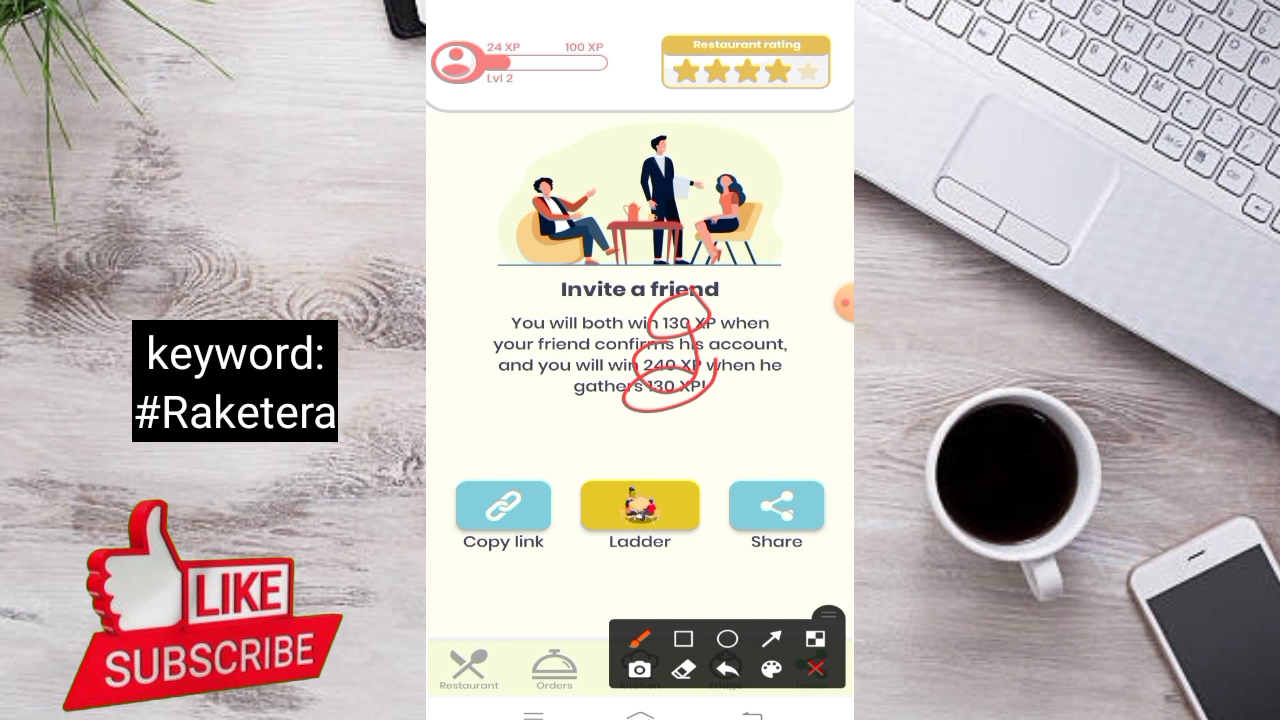 24 XP 100 XP
Lvl 2
Restaurant rating
Invite a friend
You will both win 130 XP when
your friend confirms his account,
and you will win 240 XP when he
gathers 130 XP!
Copy link Ladder Share
Restaurant Orders
keyword:
#Raketera
LIKE
SUBSCRIBE